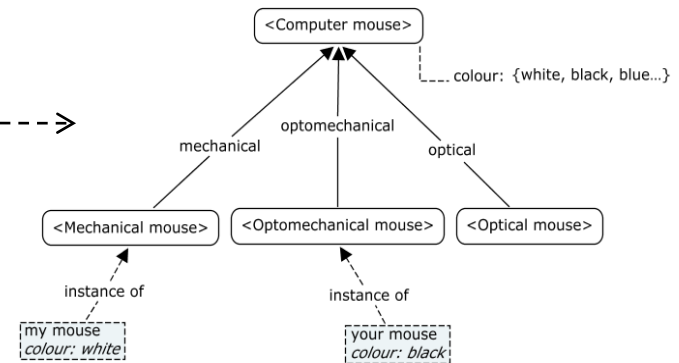 <Computer mouse>
colour: {white, black, blue...}
optomechanical
mechanical
optical
<Mechanical mouse>
<Optomechanical mouse>
<Optical mouse>
instance of
instance of
my mouse
colour: white
your mouse
colour: black